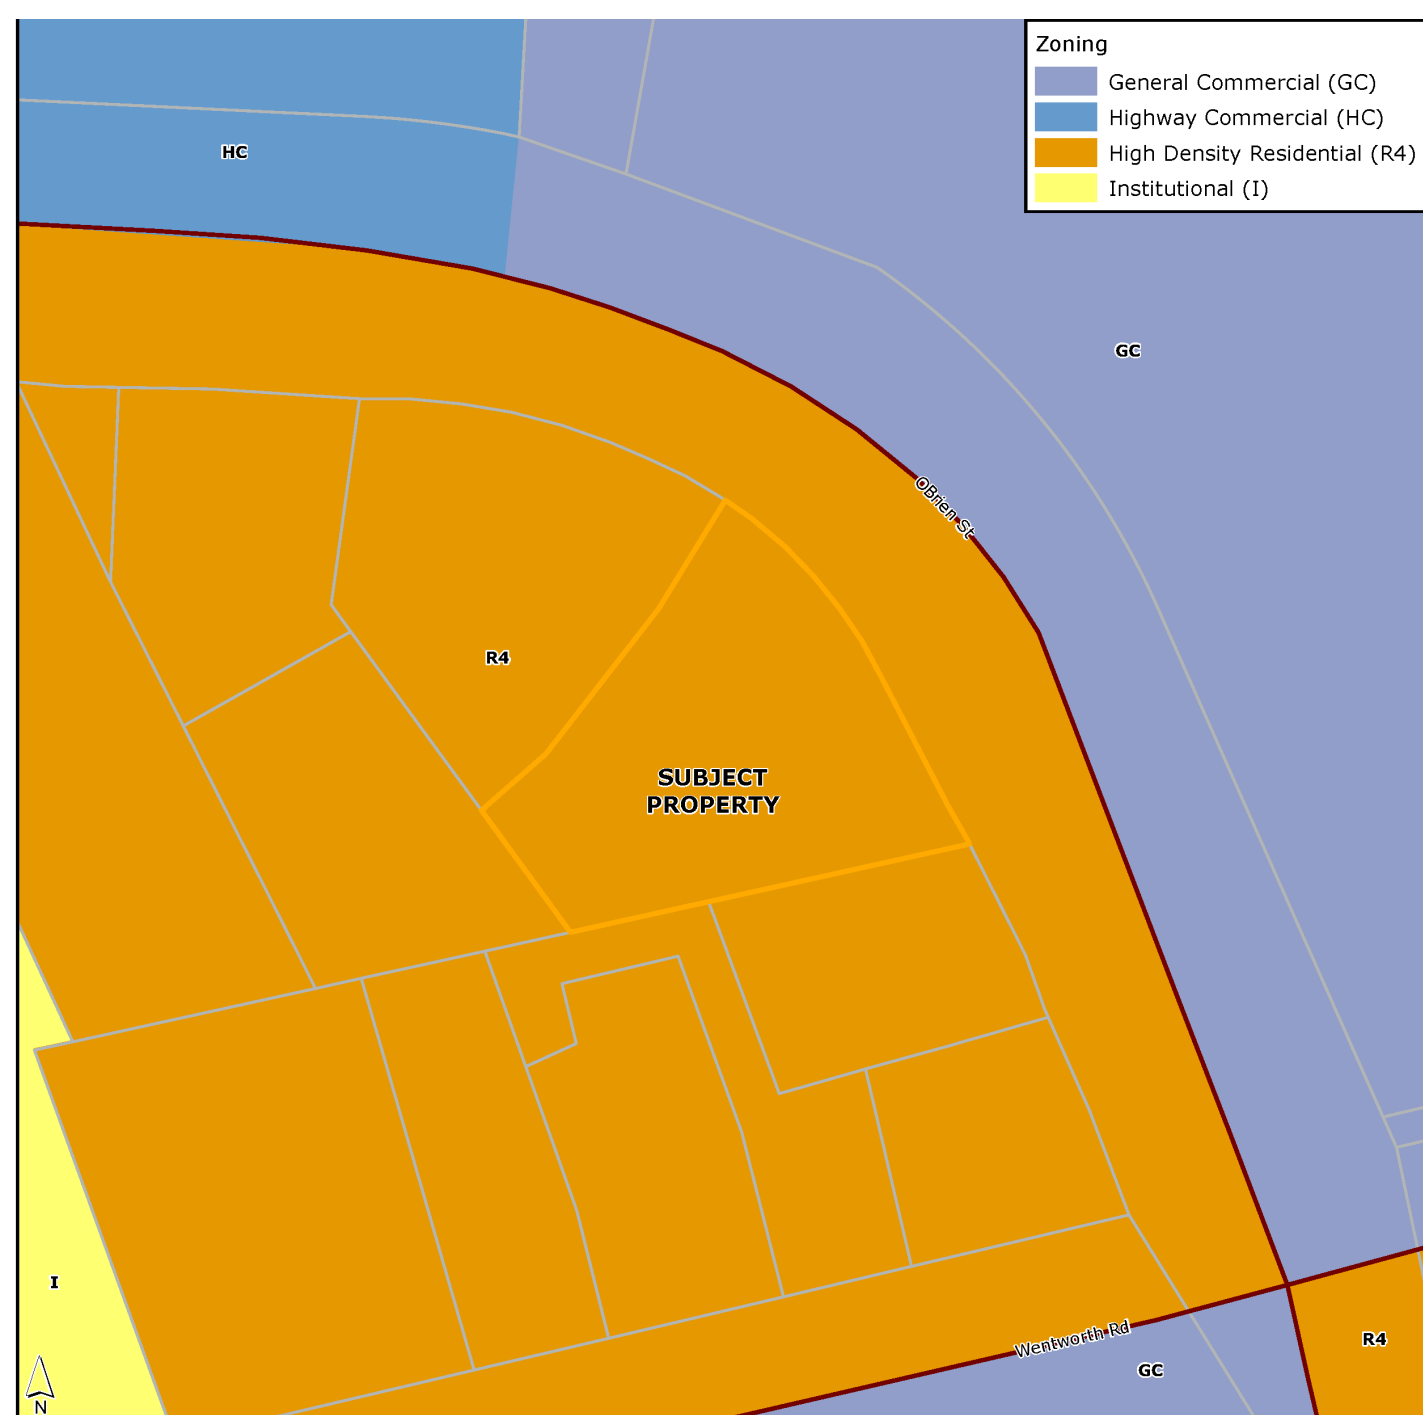 Zoning
General Commercial (GC)
Highway Commercial (HC)
High Density Residential (R4)
Institutional (I)
HC
GC
OBrien St
R4
SUBJECT
PROPERTY
I
Wentworth Rd
R4
GC
N